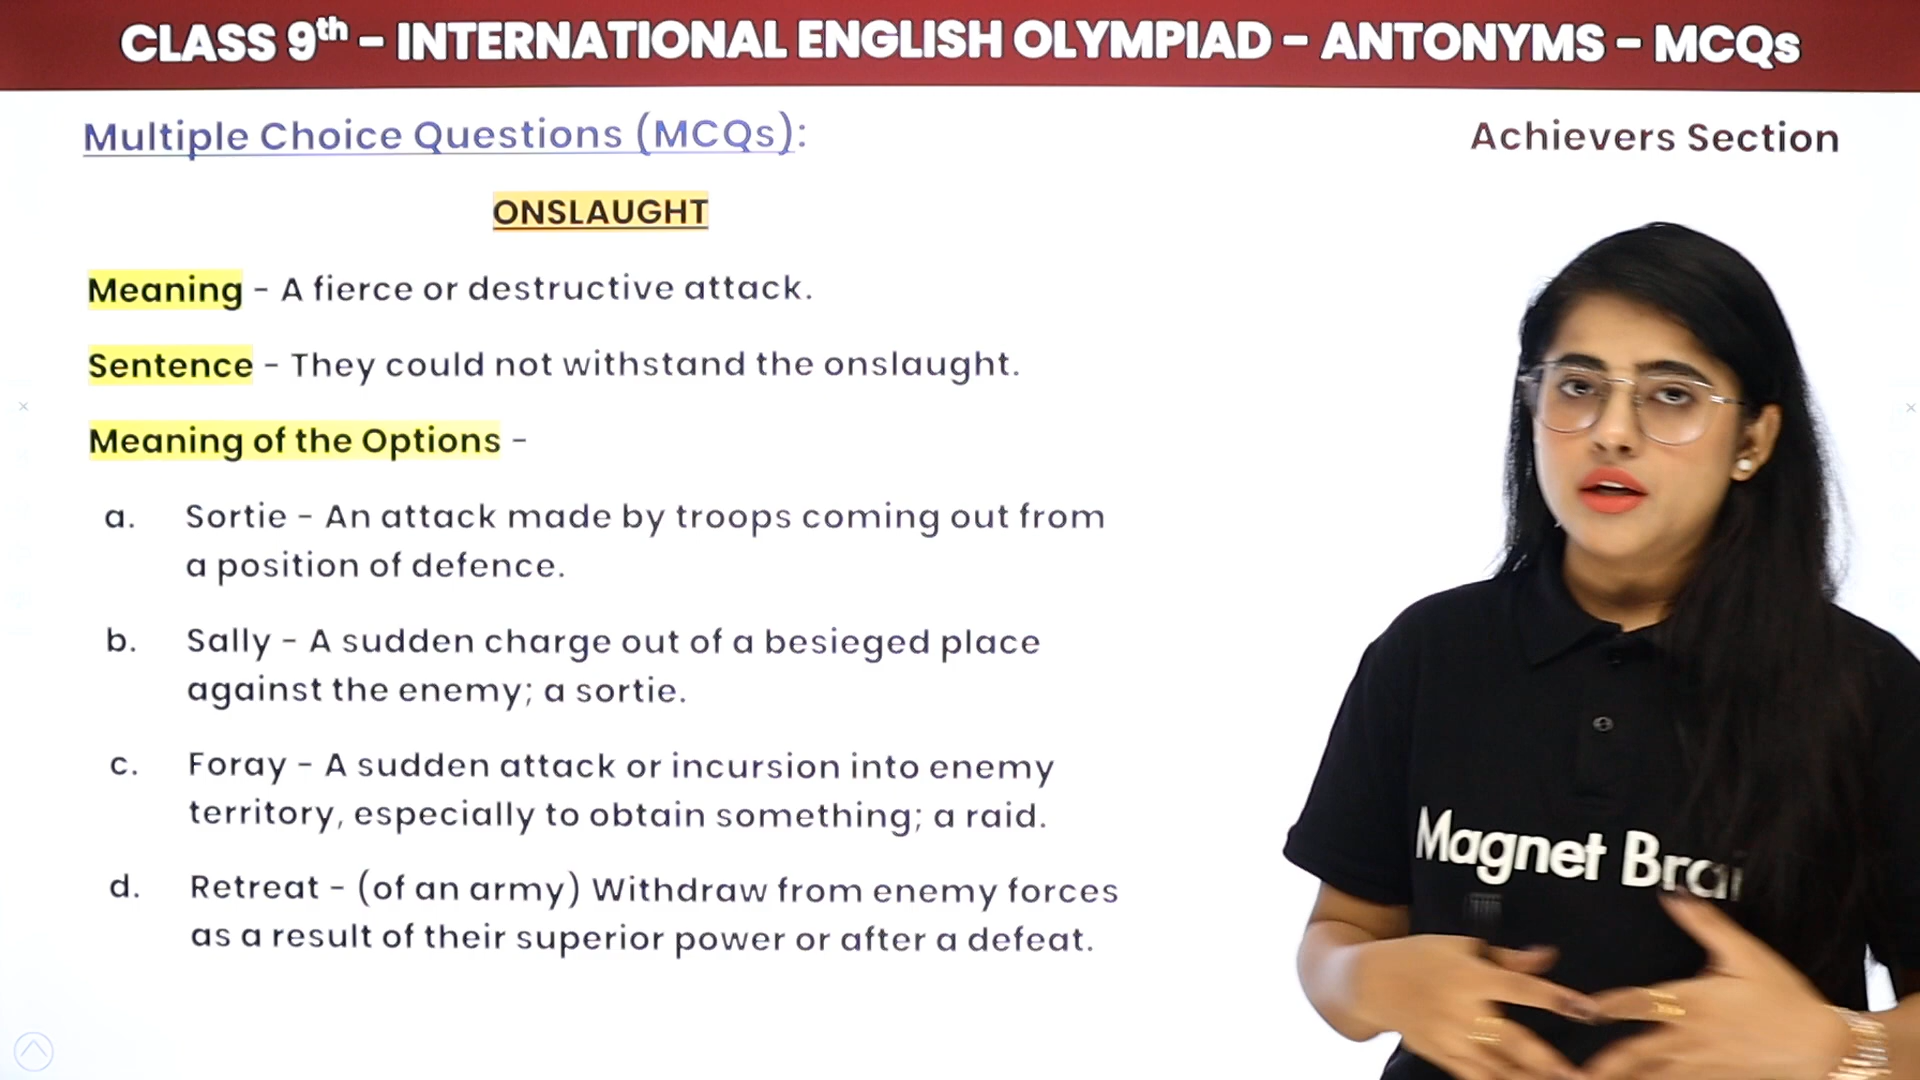 CLASS 9th - INTERNATIONAL ENGLISH OLYMPIAD - ANTONYMS - MCQs
Multiple Choice Questions (MCQs):
Achievers Section
ONSLAUGHT
Meaning - A fierce or destructive attack.
Sentence - They could not withstand the onslaught.
Meaning of the Options -
a. Sortie - An attack made by troops coming out from
a position of defence.
b. Sally - A sudden charge out of a besieged place
against the enemy; a sortie.
c. Foray - A sudden attack or incursion into enemy
territory, especially to obtain something; a raid.
d. Retreat - (of an army) Withdraw from enemy forces
as a result of their superior power or after a defeat.
Magnet Brai